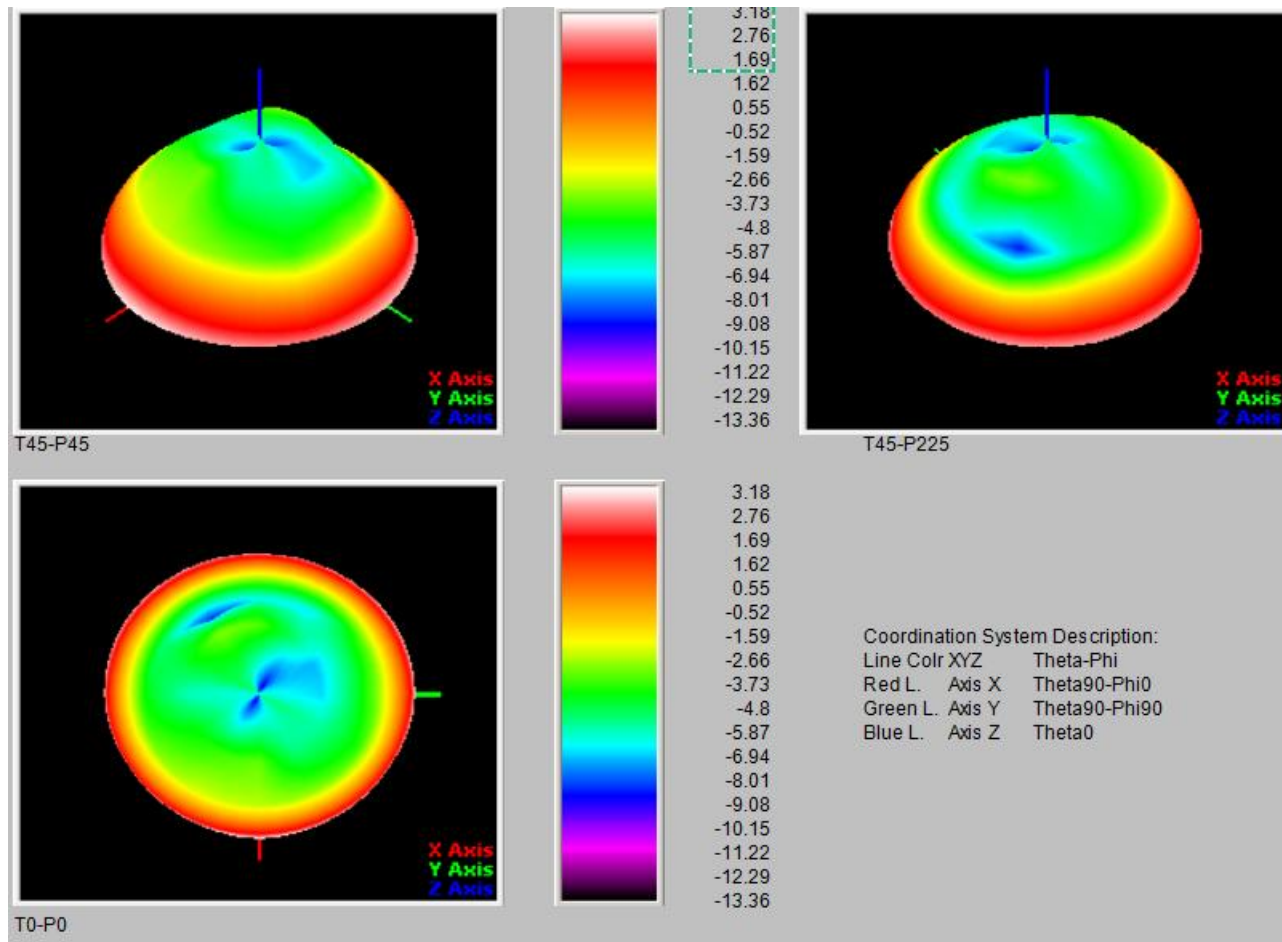 3.18
2.76
1.69
1.62
0.55
-0.52
-1.59
-2.66
-3.73
-4.8
-5.87
-6.94
-8.01
-9.08
-10.15
-11.22
-12.29
-13.36
X Axis
Y Axis
Z Axis
X Axis
Y Axis
Z Axis
T45-P45
T45-P225
3.18
2.76
1.69
1.62
0.55
-0.52
-1.59
-2.66
-3.73
-4.8
-5.87
-6.94
-8.01
-9.08
-10.15
-11.22
-12.29
-13.36
Coordination System Description:
Line Colr XYZ Theta-Phi
Red L. Axis X Theta90-Phi0
Green L. Axis Y Theta90-Phi90
Blue L. Axis Z Theta0
X Axis
Y Axis
Z Axis
T0-P0